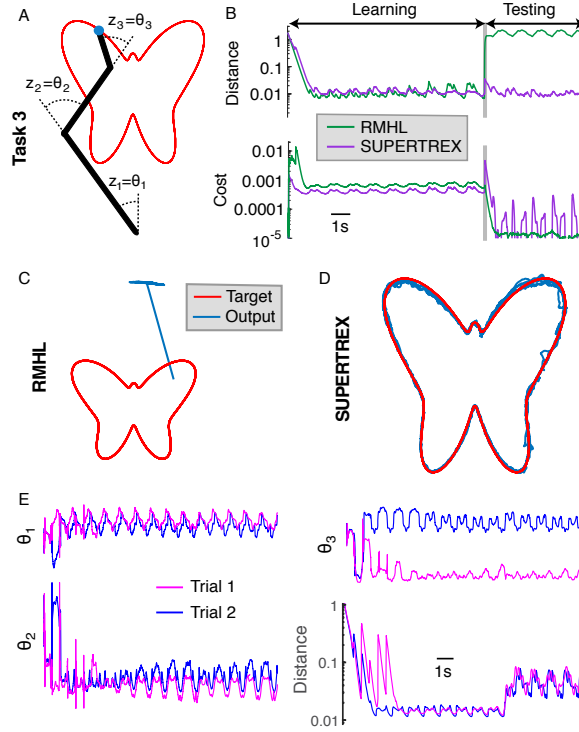 A
Task 3
z3=θ3
z2=θ2
z1=θ1
B
Learning
Testing
Distance
1
0.1
0.01
RMHL
SUPERTREX
Cost
0.01
0.001
0.0001
10-5
1s
C
RMHL
Target
Output
D
SUPERTREX
E
θ1
θ2
Trial 1
Trial 2
θ3
Distance
1.0
0.1
0.01
1s